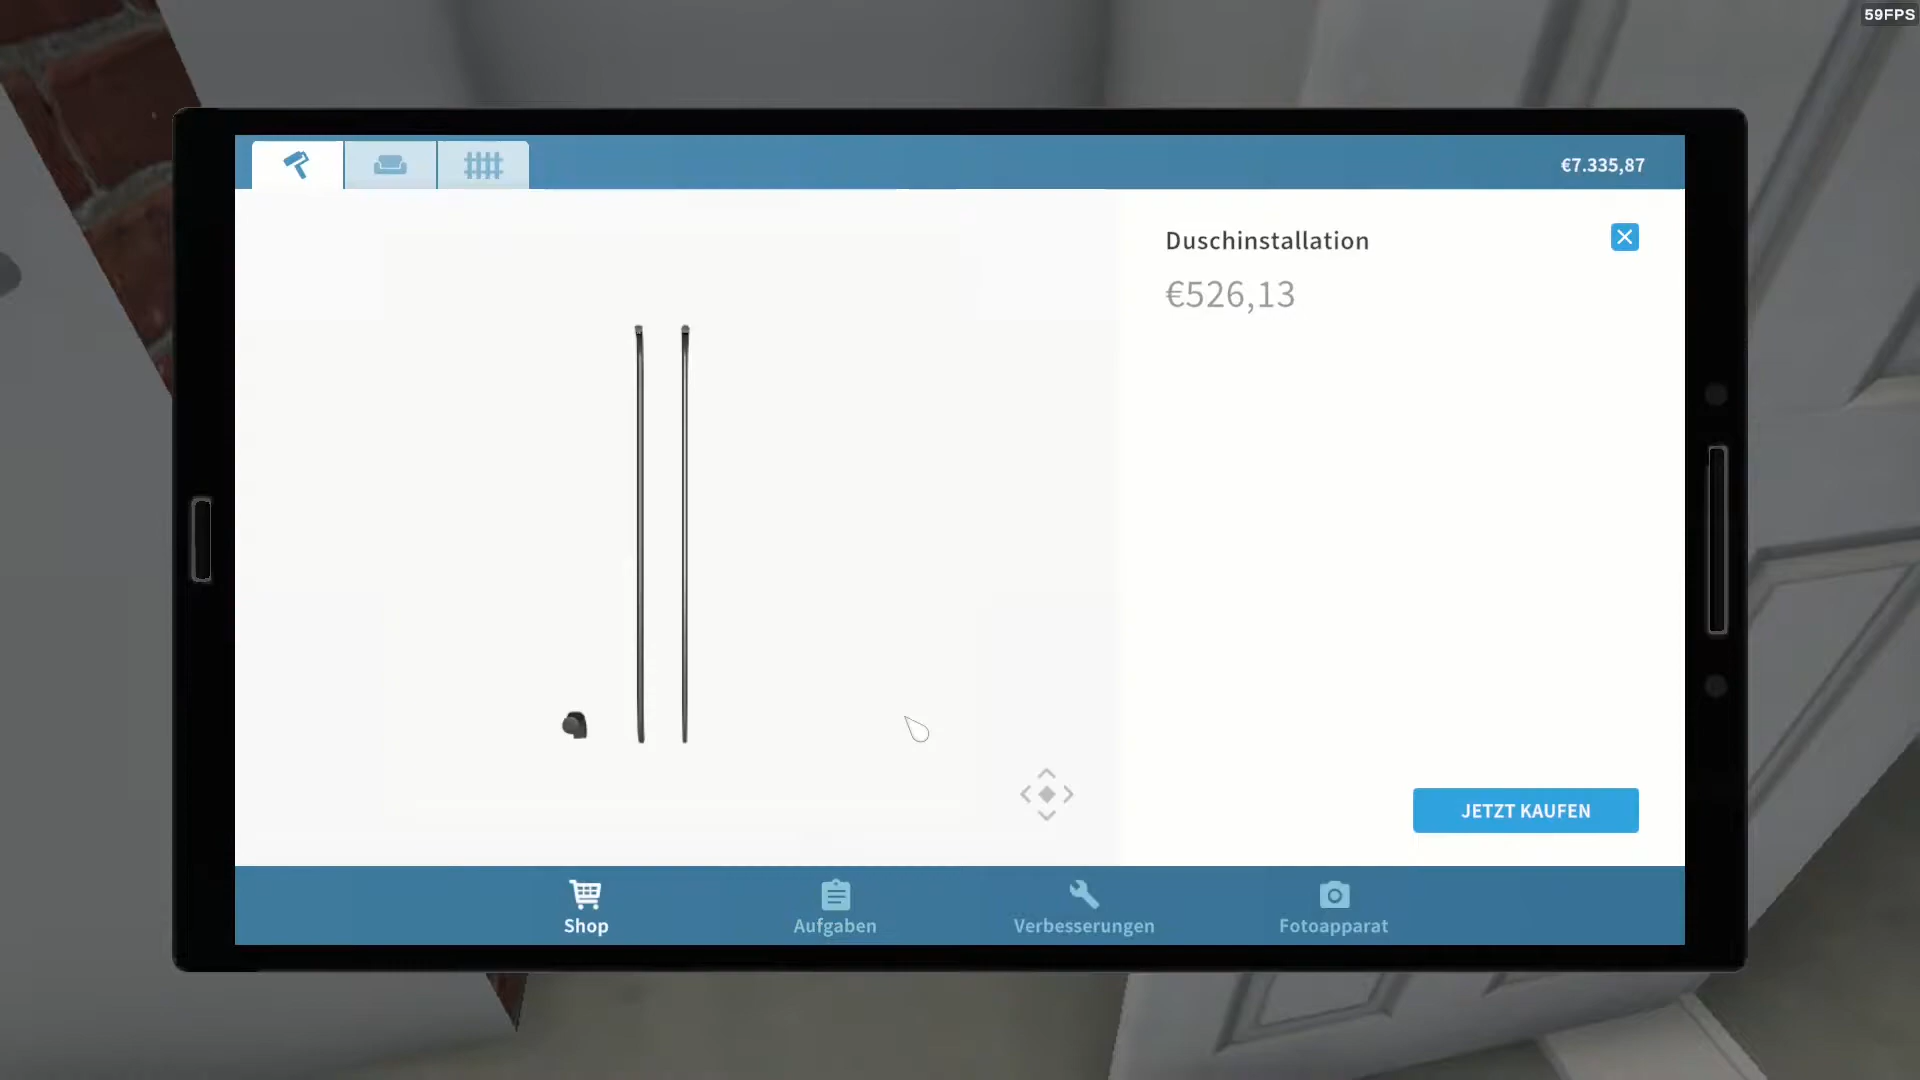 59FPS
€7.335,87
Duschinstallation
€526,13
JETZT KAUFEN
Shop
Aufgaben
Verbesserungen
Fotoapparat